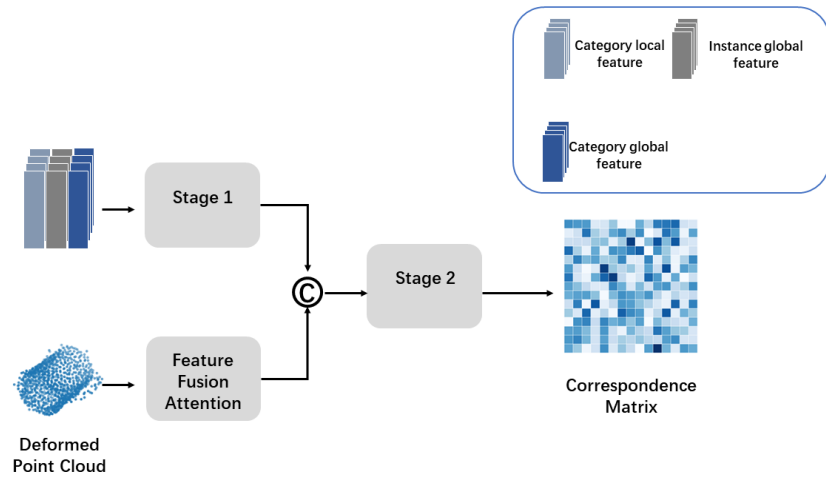 Category local
feature
Instance global
feature
Category global
feature
Stage 1
Stage 2
C
Feature
Fusion
Attention
Correspondence
Matrix
Deformed
Point Cloud